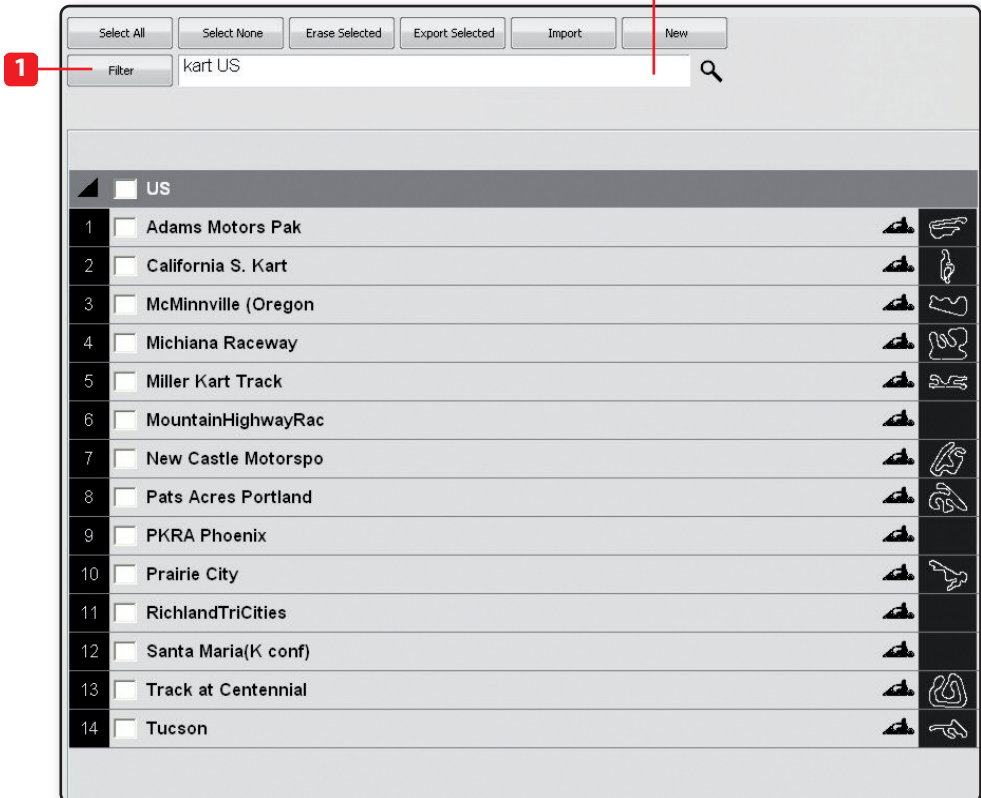 Select All Select None Erase Selected Export Selected Import New
1 Filter kart US
US
1 Adams Motors Pak
2 California S. Kart
3 McMinnville (Oregon
4 Michiana Raceway
5 Miller Kart Track
6 MountainHighwayRac
7 New Castle Motorspo
8 Pats Acres Portland
9 PKRA Phoenix
10 Prairie City
11 RichlandTriCities
12 Santa Maria(K conf)
13 Track at Centennial
14 Tucson